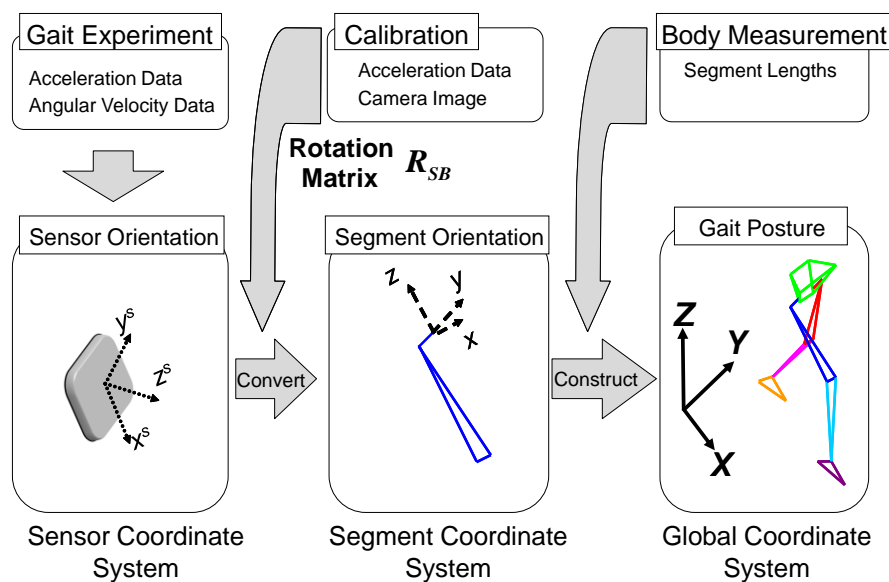 Gait Experiment
Acceleration Data
Angular Velocity Data
Calibration
Acceleration Data
Camera Image
Body Measurement
Segment Lengths
Rotation
Matrix
R_SB
Sensor Orientation
y^s
z^s
x^s
Convert
Segment Orientation
z
y
x
Construct
Gait Posture
Z
Y
X
Sensor Coordinate
System
Segment Coordinate
System
Global Coordinate
System